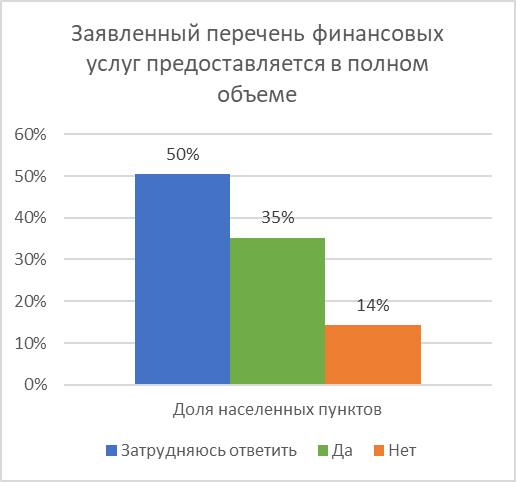 Заявленный перечень финансовых
услуг предоставляется в полном
объеме
60%
50%
40%
30%
20%
10%
0%
50%
35%
14%
Доля населенных пунктов
Затрудняюсь ответить Да Нет